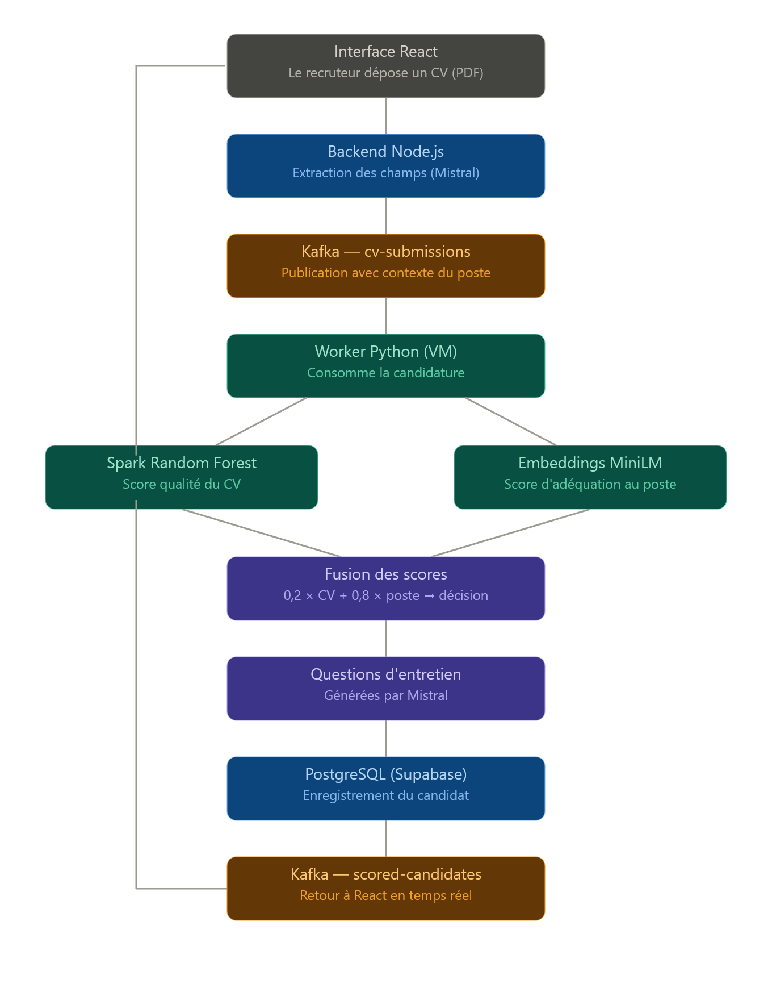 Interface React
Le recruteur dépose un CV (PDF)
Backend Node.js
Extraction des champs (Mistral)
Kafka — cv-submissions
Publication avec contexte du poste
Worker Python (VM)
Consomme la candidature
Spark Random Forest
Score qualité du CV
Embeddings MiniLM
Score d'adéquation au poste
Fusion des scores
0,2 × CV + 0,8 × poste → décision
Questions d'entretien
Générées par Mistral
PostgreSQL (Supabase)
Enregistrement du candidat
Kafka — scored-candidates
Retour à React en temps réel